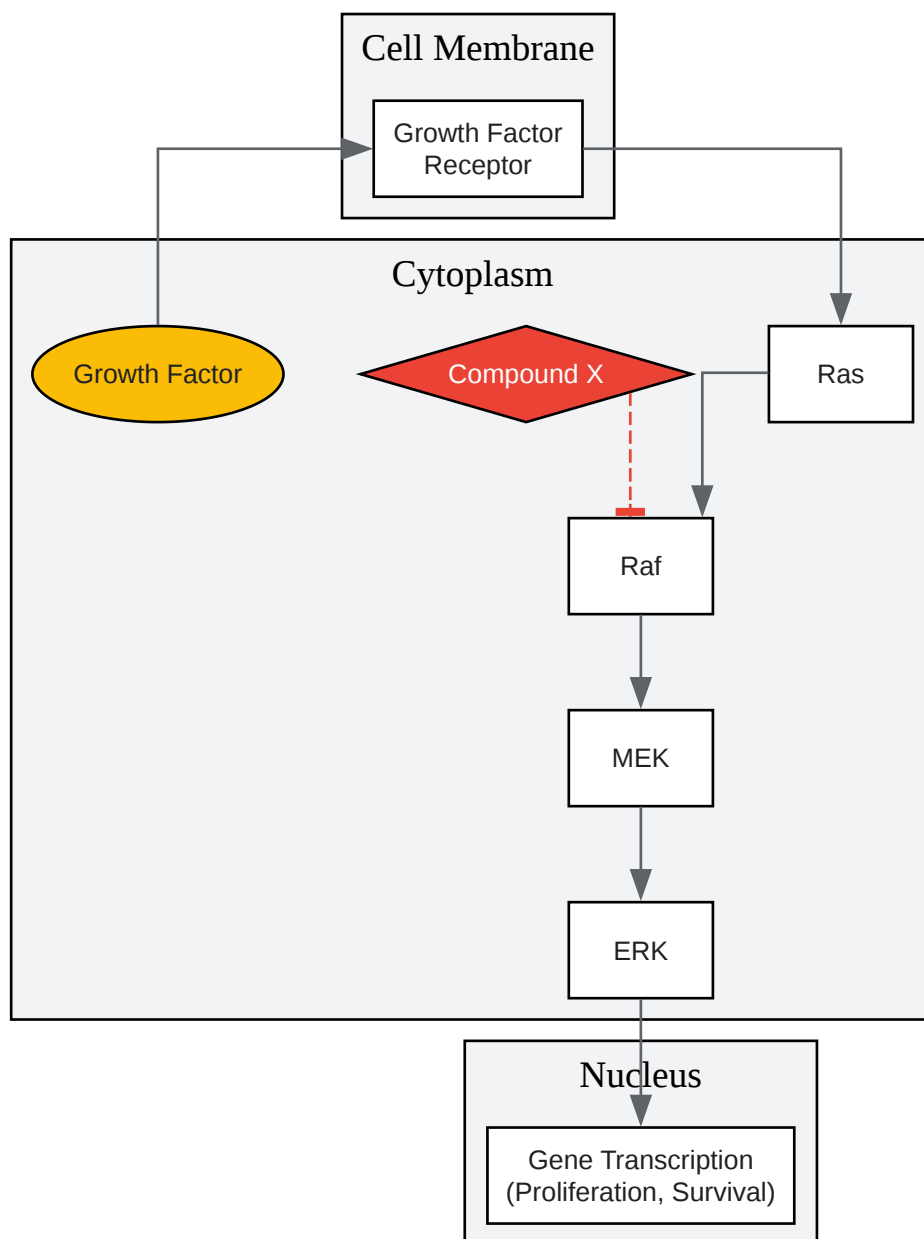 Cell Membrane
Growth Factor
Receptor
Cytoplasm
Growth Factor
Compound X
Ras
Raf
MEK
ERK
Nucleus
Gene Transcription
(Proliferation, Survival)